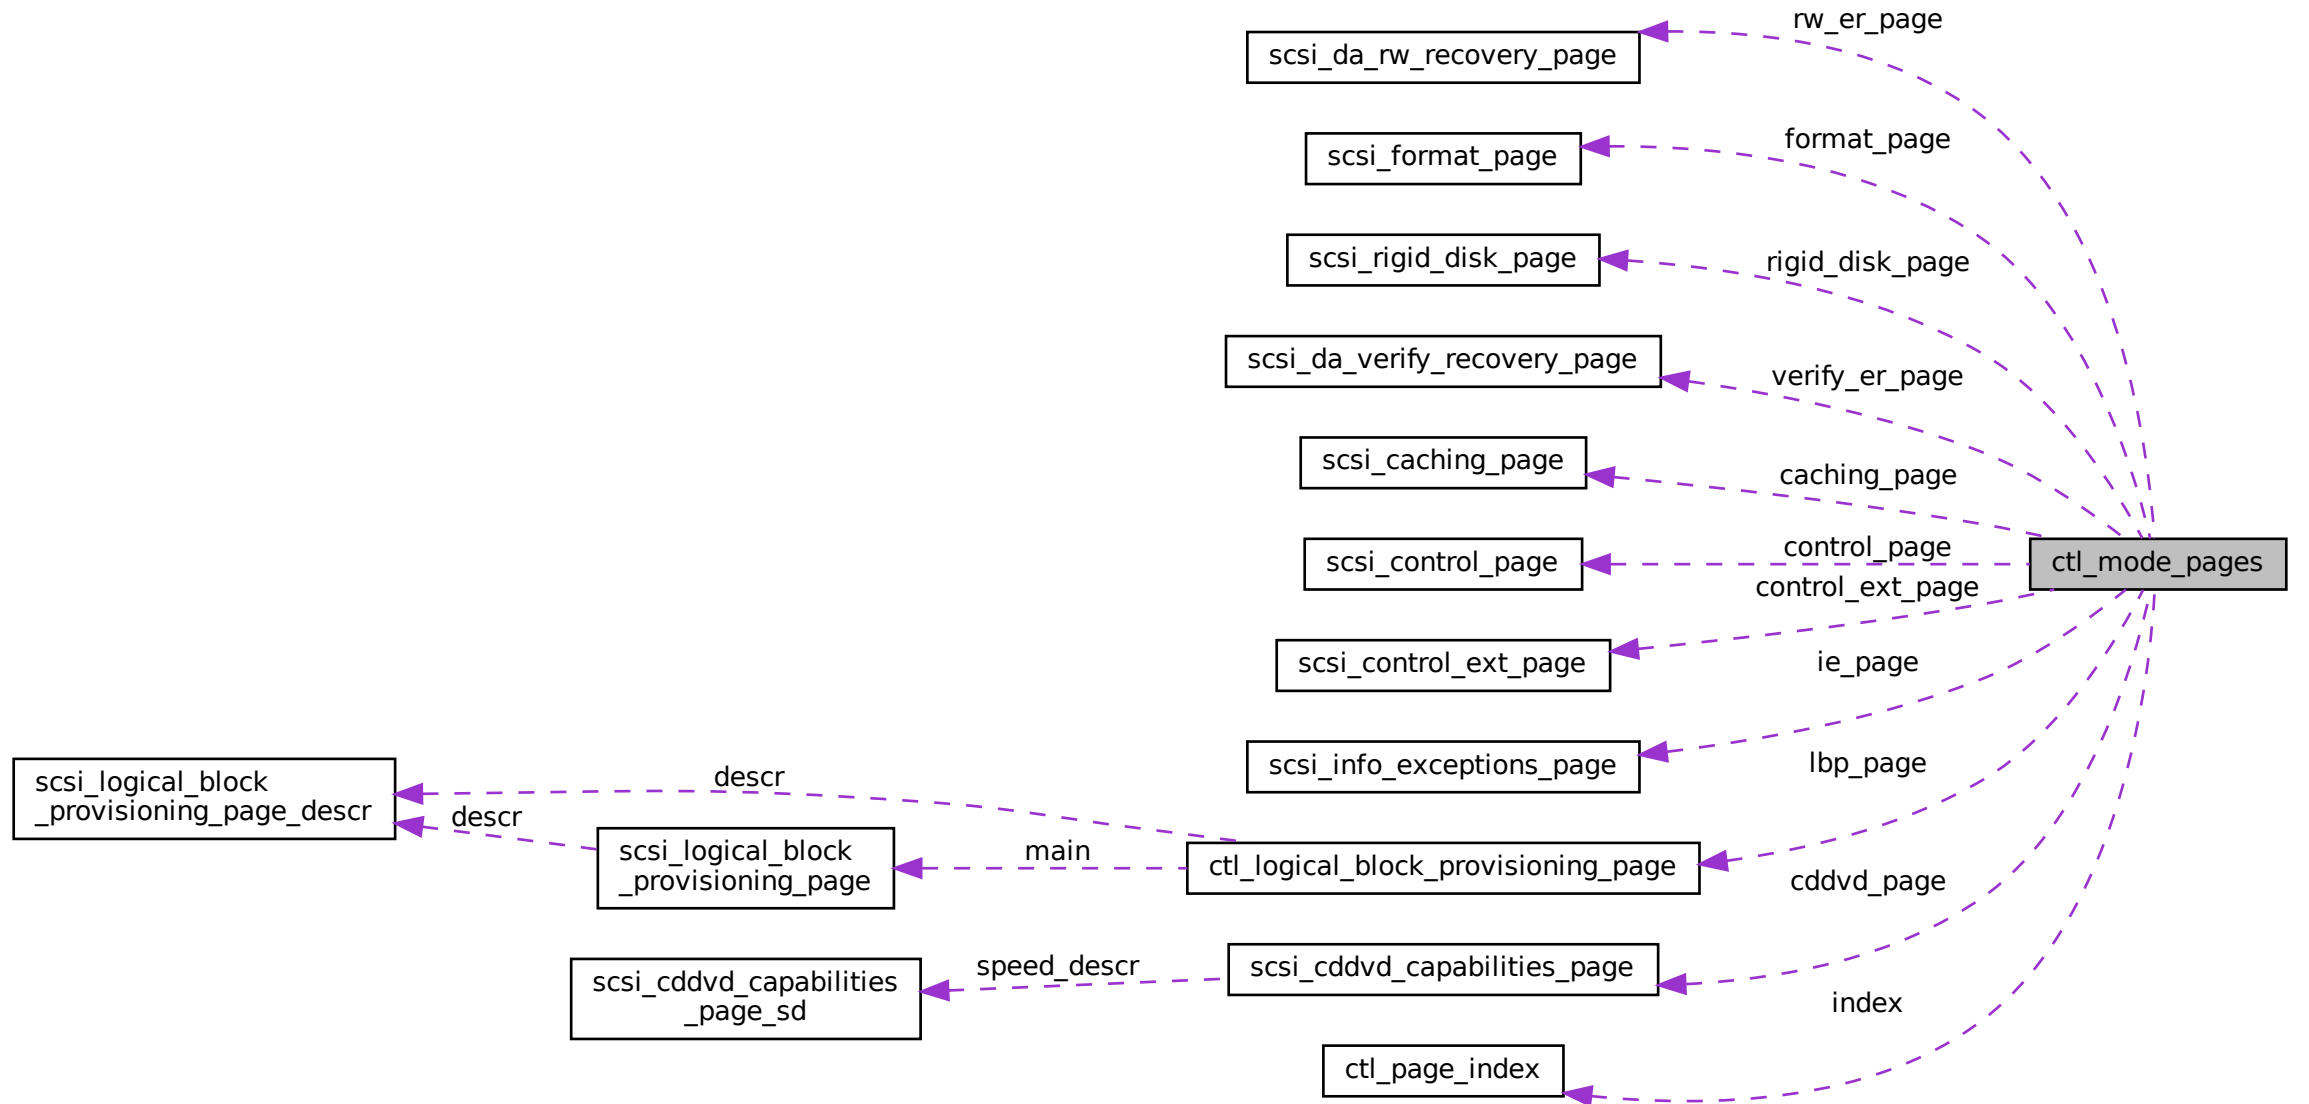 rw_er_page
scsi_da_rw_recovery_page
format_page
scsi_format_page
rigid_disk_page
scsi_rigid_disk_page
scsi_da_verify_recovery_page
verify_er_page
scsi_caching_page
caching_page
control_page
scsi_control_page
ctl_mode_pages
control_ext_page
scsi_control_ext_page
ie_page
scsi_info_exceptions_page
lbp_page
scsi_logical_block
_provisioning_page_descr
descr
descr
scsi_logical_block
_provisioning_page
main
ctl_logical_block_provisioning_page
cddvd_page
scsi_cddvd_capabilities
_page_sd
speed_descr
scsi_cddvd_capabilities_page
index
ctl_page_index